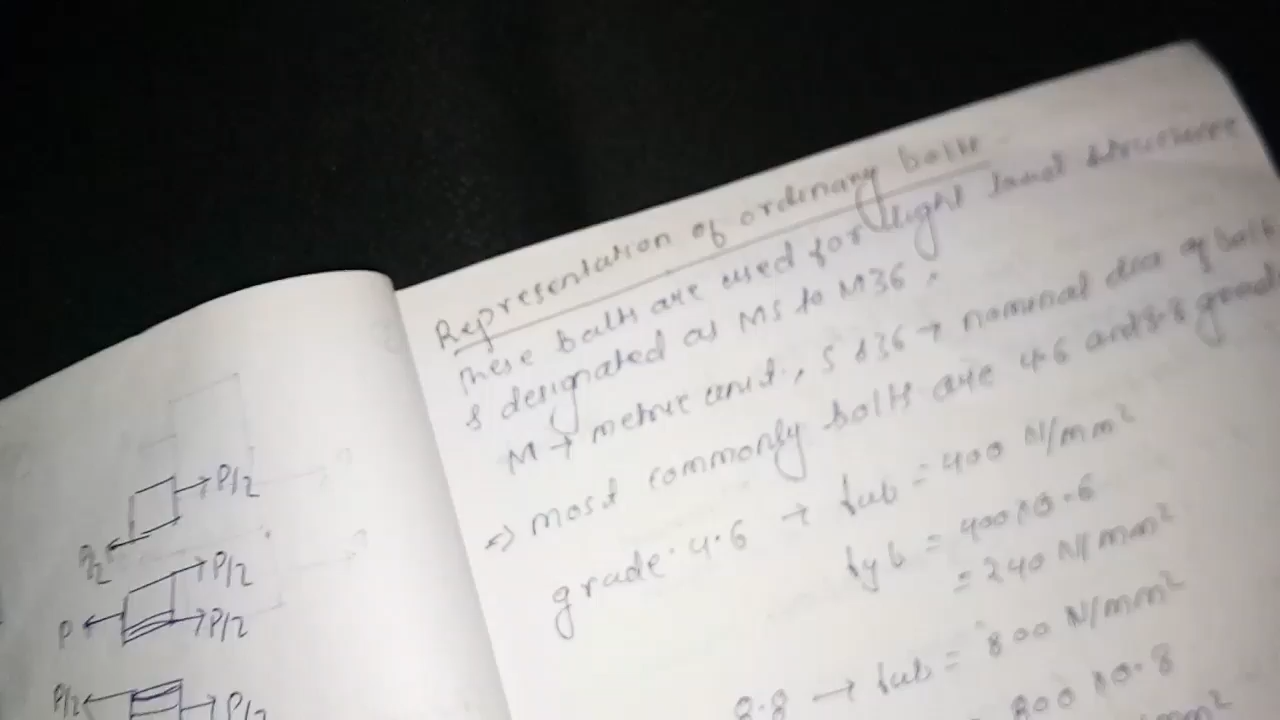 P/2
P/2
P/2
P
P/2
P/2
P/2
Representation of ordinary bolts
These bolts are used for light structure
& designated as M5 to M36.
M → metric unit, 5 & 36 → nominal dia of bolt
=> most commonly bolts are 4.6 and 8.8 grad
grade 4.6 → fub = 400 N/mm²
fyb = 400 x 0.6
= 240 N/mm²
8.8 → fub = 800 N/mm²
= 800 x 0.8
/mm²